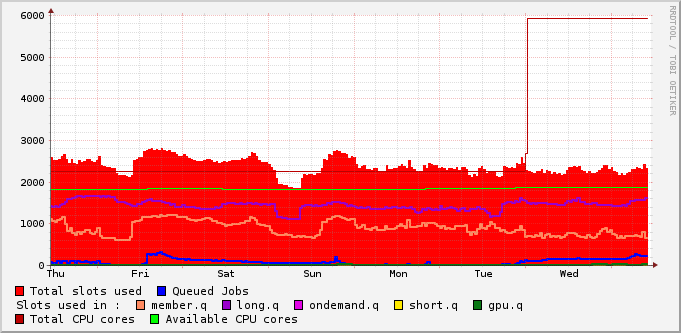 6000
5000
4000
3000
2000
1000
0
Thu Fri Sat Sun Mon Tue Wed
Total slots used Queued Jobs
Slots used in : member.q long.q ondemand.q short.q gpu.q
Total CPU cores Available CPU cores
RRDTOOL / TOBI OETIKER